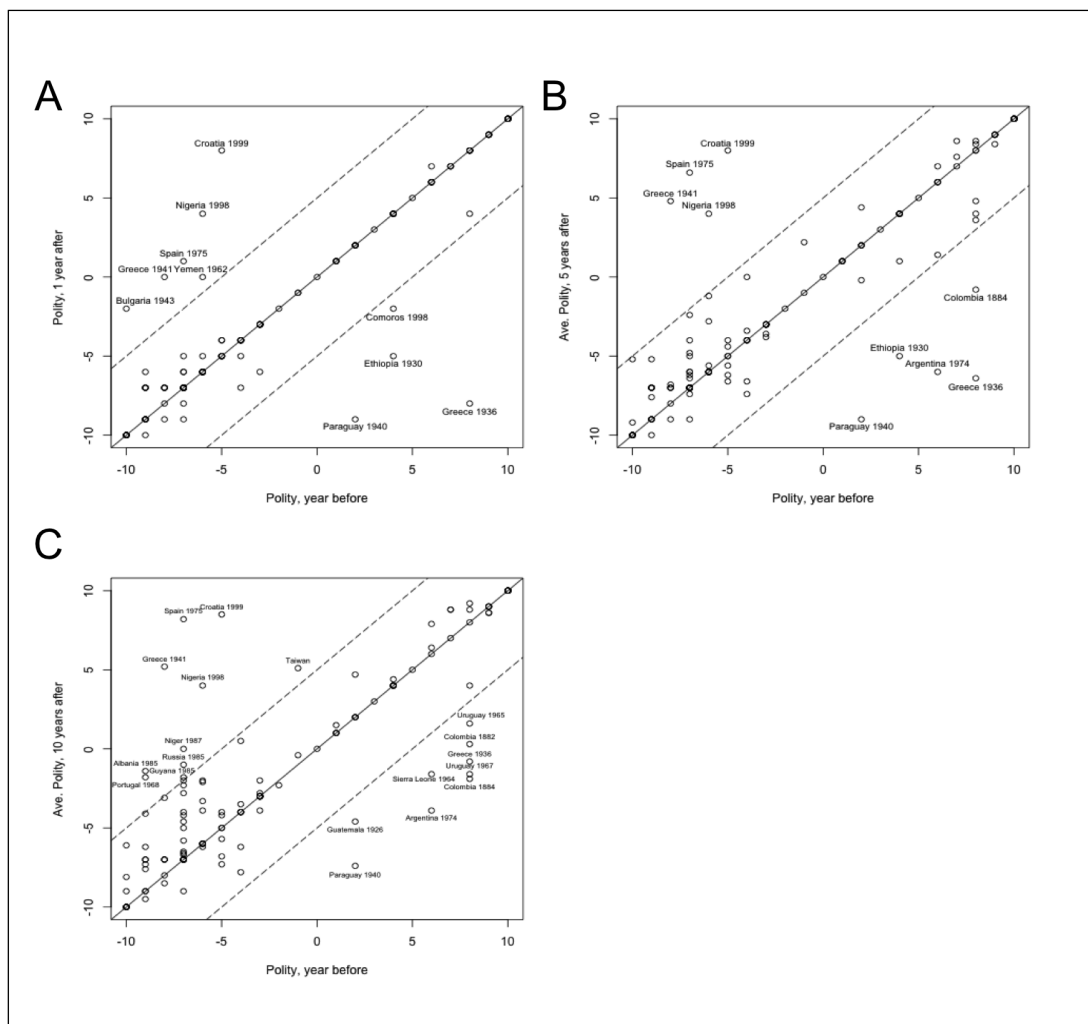 A
Polity, 1 year after
10
5
0
-5
-10
Croatia 1999
Nigeria 1998
Spain 1975
Greece 1941
Yemen 1962
Bulgaria 1943
Comoros 1998
Ethiopia 1930
Greece 1936
Paraguay 1940
-10 -5 0 5 10
Polity, year before
B
Ave. Polity, 5 years after
10
5
0
-5
-10
Croatia 1999
Spain 1975
Greece 1941
Nigeria 1998
Colombia 1884
Ethiopia 1930
Argentina 1974
Greece 1936
Paraguay 1940
-10 -5 0 5 10
Polity, year before
C
Ave. Polity, 10 years after
10
5
0
-5
-10
Spain 1975
Croatia 1999
Greece 1941
Taiwan
Nigeria 1998
Uruguay 1965
Niger 1987
Colombia 1882
Russia 1985
Greece 1936
Albania 1985
Guyana 1985
Uruguay 1967
Portugal 1968
Sierra Leone 1964
Colombia 1884
Argentina 1974
Guatemala 1926
Paraguay 1940
-10 -5 0 5 10
Polity, year before